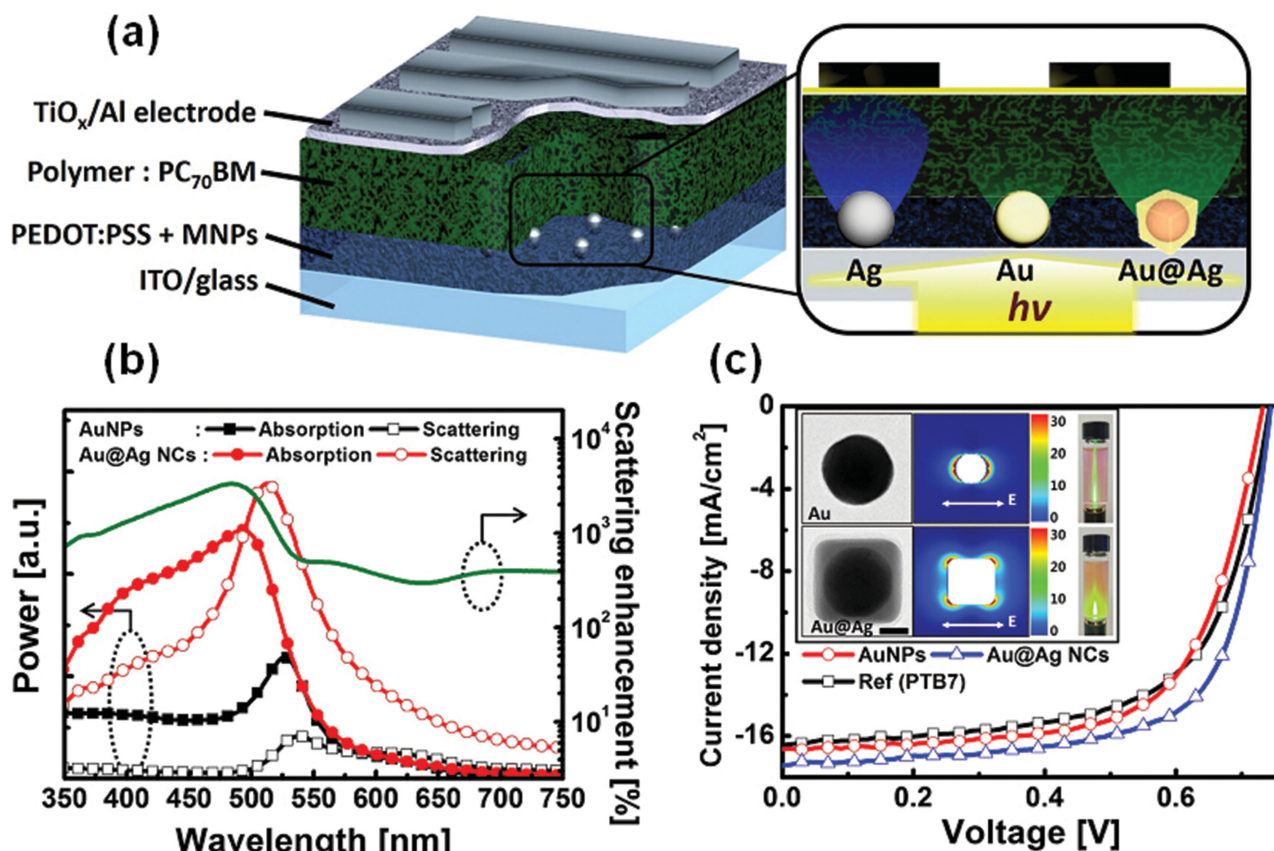 (a)
TiOx/Al electrode
Polymer : PC70BM
PEDOT:PSS + MNPs
ITO/glass
Ag
Au
Au@Ag
hν
(b)
AuNPs : Absorption Scattering
Au@Ag NCs : Absorption Scattering
Power [a.u.]
Scattering enhancement [%]
10^4
10^3
10^2
10^1
350 400 450 500 550 600 650 700 750
Wavelength [nm]
(c)
Current density [mA/cm²]
0
-4
-8
-12
-16
Au
E
30
20
10
0
Au@Ag
E
30
20
10
0
AuNPs Au@Ag NCs
Ref (PTB7)
0.0 0.2 0.4 0.6
Voltage [V]